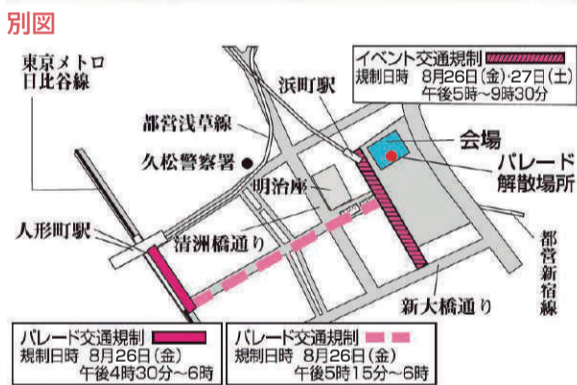 別図
東京メトロ
日比谷線
イベント交通規制
規制日時 8月26日(金)・27日(土)
午後5時～9時30分
浜町駅
都営浅草線
会場
久松警察署
パレード
解散場所
明治座
人形町駅
清洲橋通り
都営新宿線
新大橋通り
パレード交通規制
規制日時 8月26日(金)
午後4時30分～6時
パレード交通規制
規制日時 8月26日(金)
午後5時15分～6時